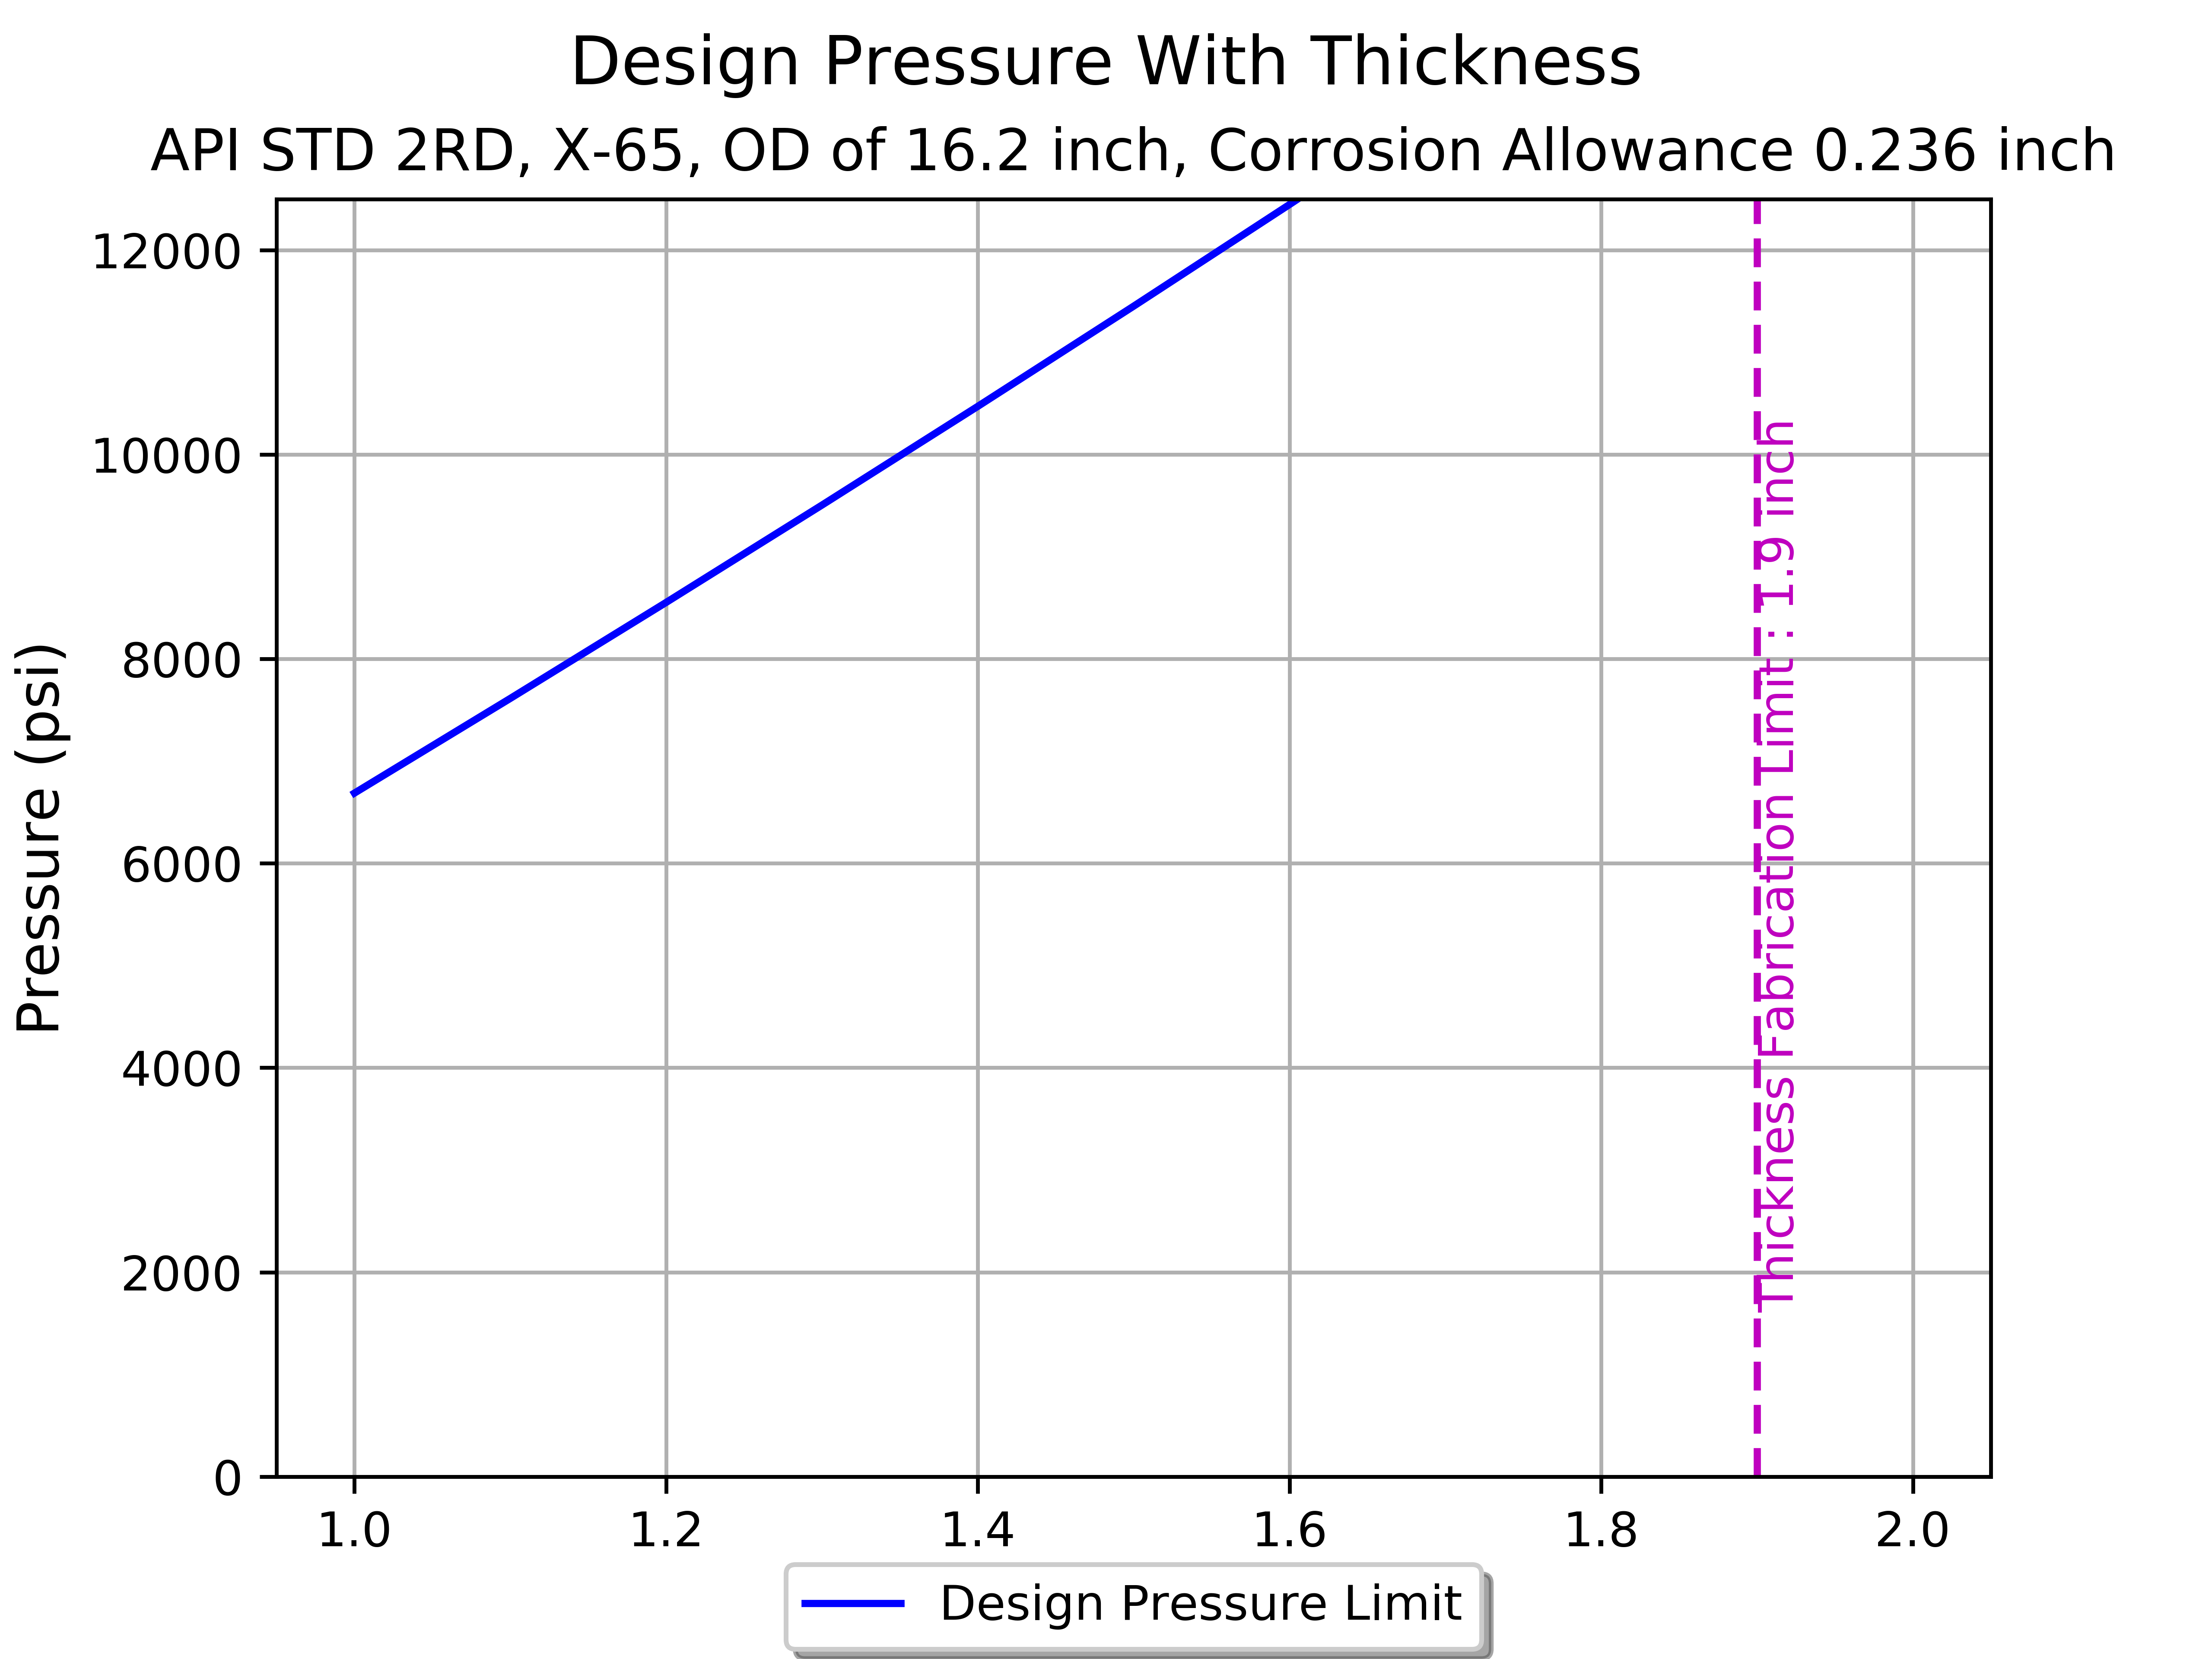 Design Pressure With Thickness
API STD 2RD, X-65, OD of 16.2 inch, Corrosion Allowance 0.236 inch
Pressure (psi)
12000
10000
8000
6000
4000
2000
0
Thickness Fabrication Limit : 1.9 inch
1.0 1.2 1.4 1.6 1.8 2.0
Design Pressure Limit